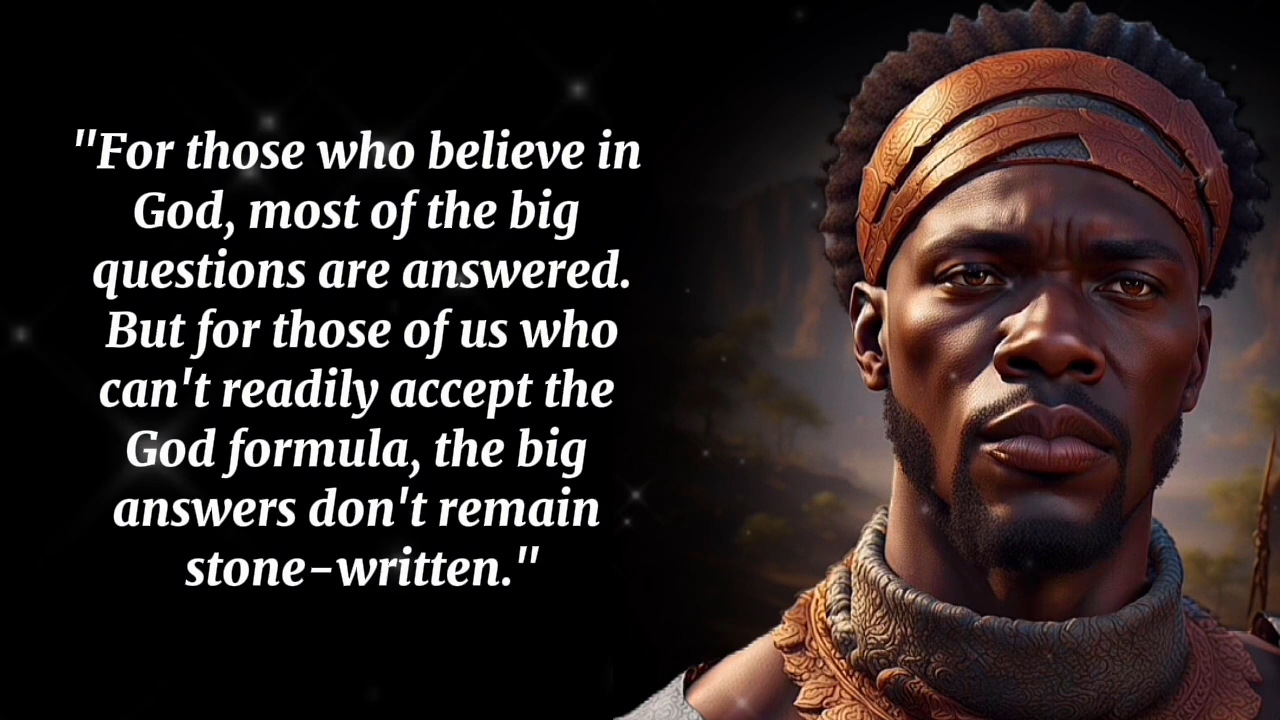 "For those who believe in
God, most of the big
questions are answered.
But for those of us who
can't readily accept the
God formula, the big
answers don't remain
stone-written."